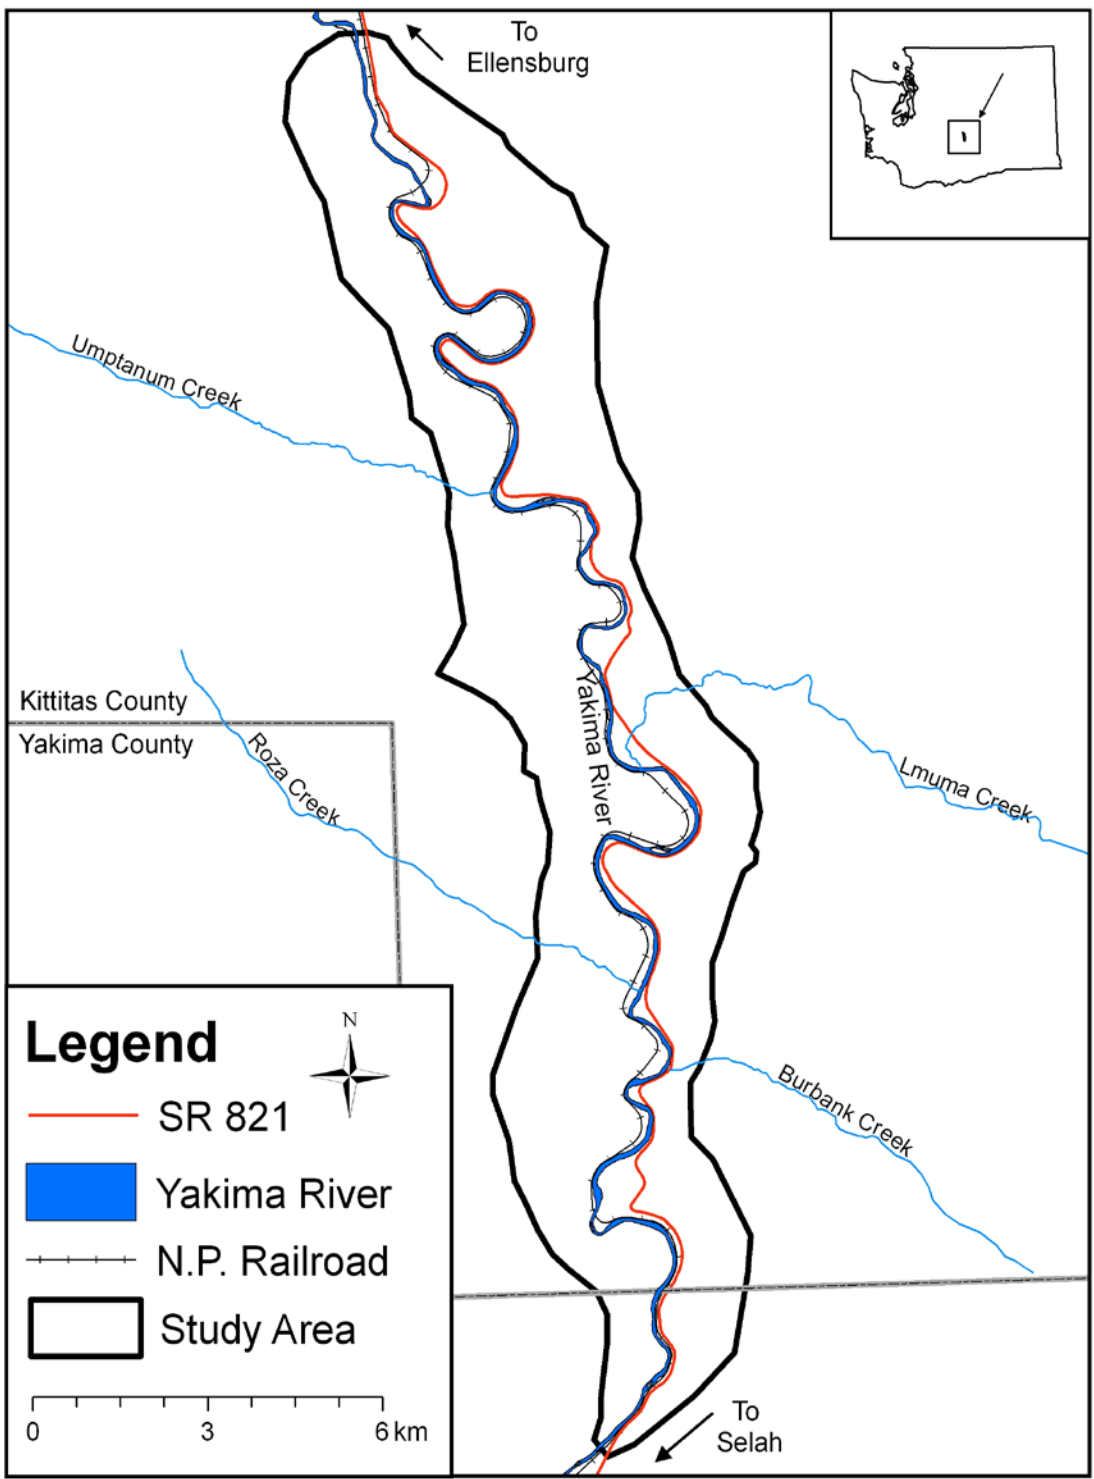 To
Ellensburg
Umptanum Creek
Kittitas County
Yakima County
Roza Creek
Yakima River
Lmuma Creek
Burbank Creek
Legend
N
SR 821
Yakima River
N.P. Railroad
Study Area
0 3 6 km
To
Selah